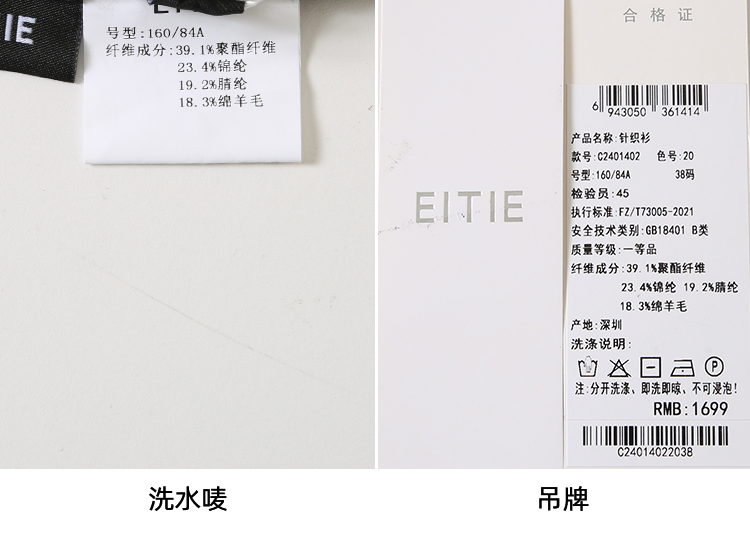 IE
号型:160/84A
纤维成分:39.1%聚酯纤维
23.4%锦纶
19.2%腈纶
18.3%绵羊毛
洗水唛
EITIE
合格证
6 943050 361414
产品名称:针织衫
款号:C2401402 色号:20
号型:160/84A 38码
检验员:45
执行标准:FZ/T73005-2021
安全技术类别:GB18401 B类
质量等级:一等品
纤维成分:39.1%聚酯纤维
23.4%锦纶 19.2%腈纶
18.3%绵羊毛
产地:深圳
洗涤说明:
P
注:分开洗涤、即洗即晾、不可浸泡!
RMB:1699
C24014022038
吊牌